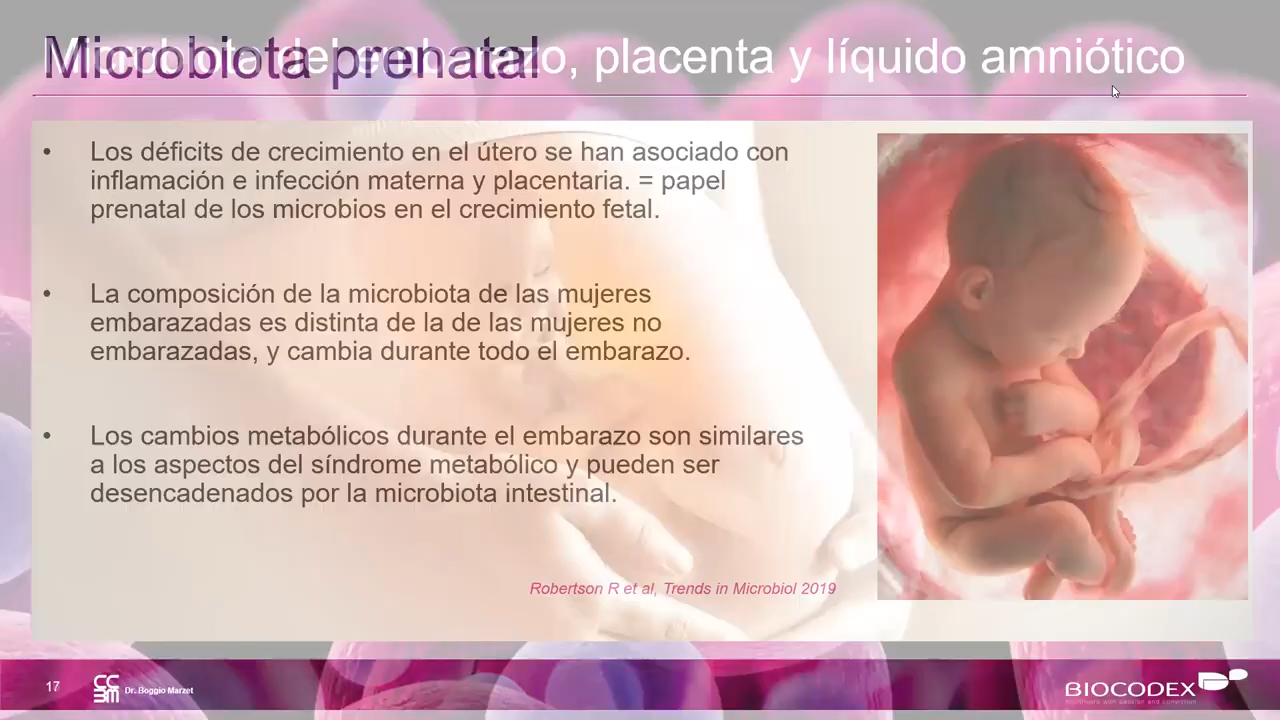 Microbiota prenatal
Microbiota del embarazo, placenta y líquido amniótico
• Los déficits de crecimiento en el útero se han asociado con
inflamación e infección materna y placentaria. = papel
prenatal de los microbios en el crecimiento fetal.
• La composición de la microbiota de las mujeres
embarazadas es distinta de la de las mujeres no
embarazadas, y cambia durante todo el embarazo.
• Los cambios metabólicos durante el embarazo son similares
a los aspectos del síndrome metabólico y pueden ser
desencadenados por la microbiota intestinal.
Robertson R et al, Trends in Microbiol 2019
17
Dr. Boggio Marzet
BIOCODEX